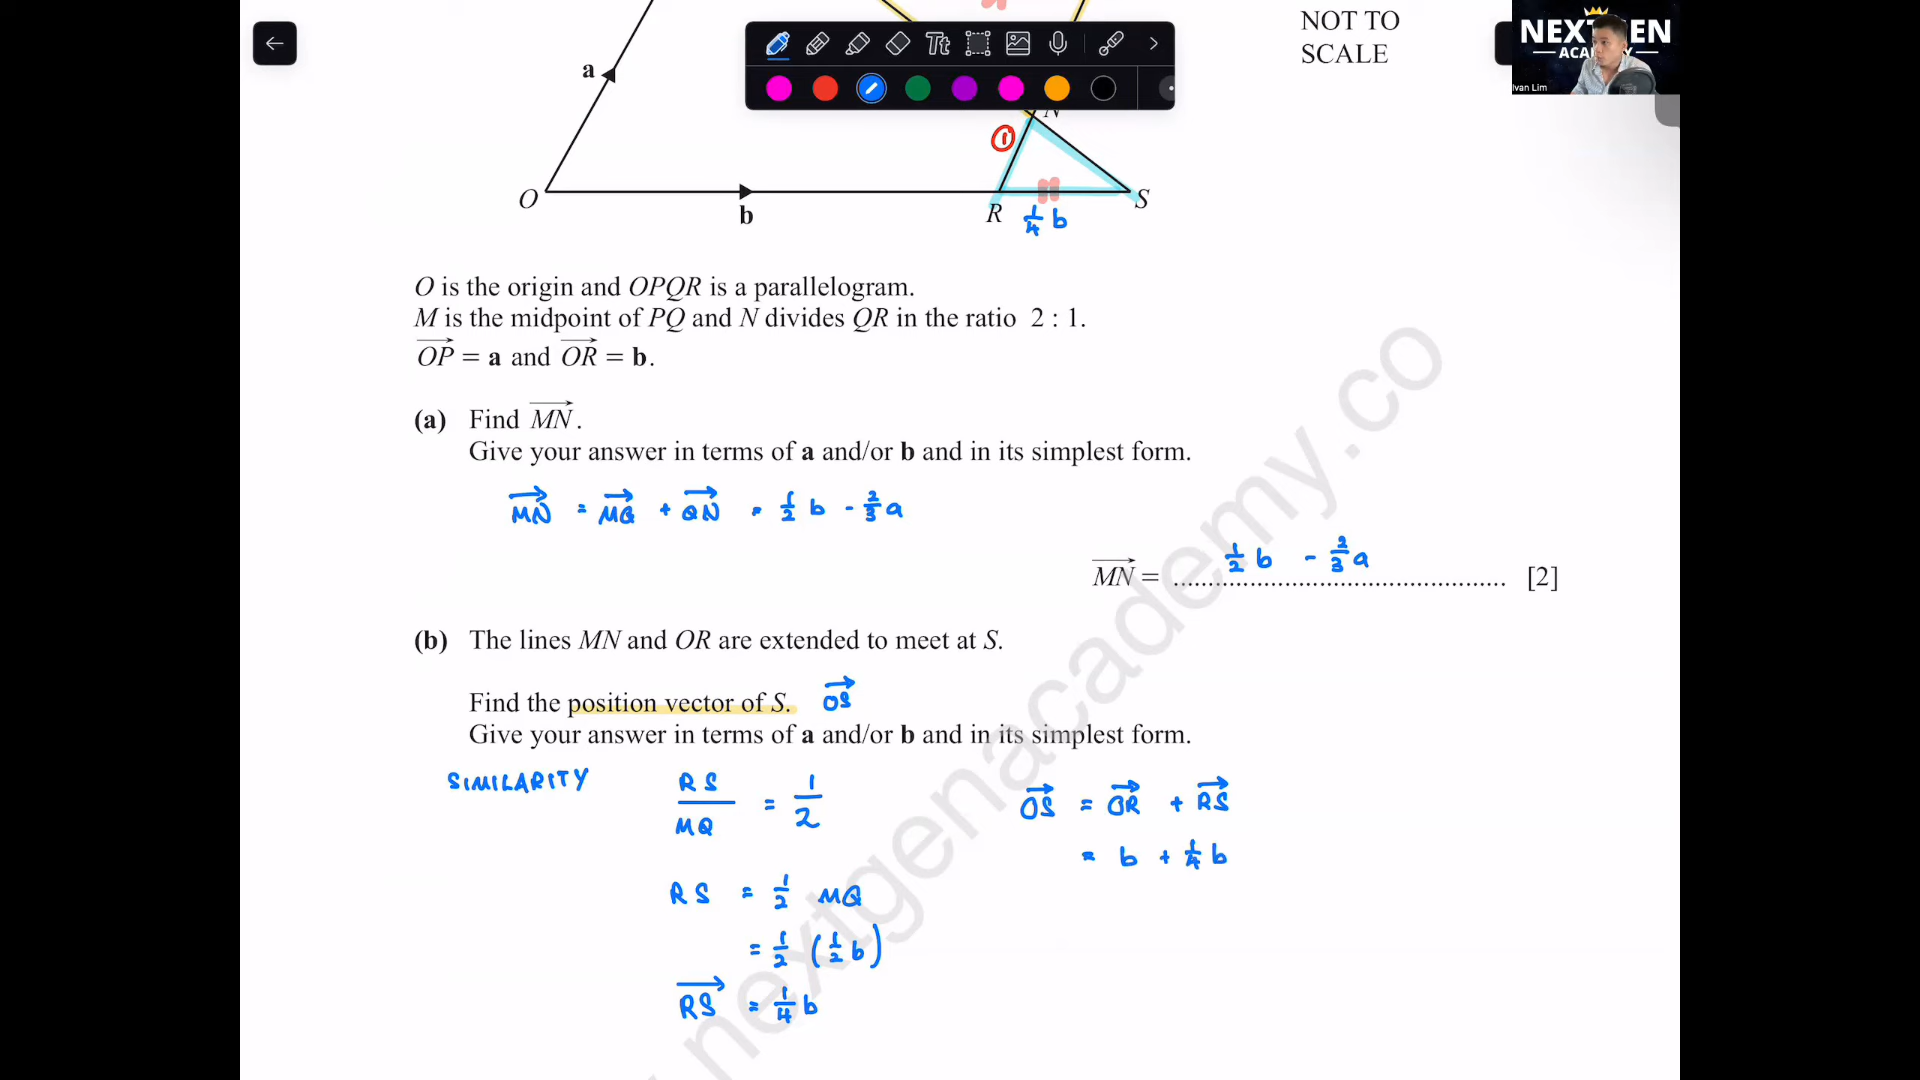 NOT TO
SCALE
NEXTGEN
ACADEMY
Ivan Lim
Tt
a
N
1
O
b
R
1/4 b
S
O is the origin and OPQR is a parallelogram.
M is the midpoint of PQ and N divides QR in the ratio 2 : 1.
OP = a and OR = b.
(a) Find MN.
Give your answer in terms of a and/or b and in its simplest form.
MN = MQ + QN = 1/2 b - 2/3 a
1/2 b - 2/3 a
MN = ................................................ [2]
(b) The lines MN and OR are extended to meet at S.
Find the position vector of S. OS
Give your answer in terms of a and/or b and in its simplest form.
SIMILARITY
RS/MQ = 1/2
RS = 1/2 MQ
= 1/2 (1/2 b)
RS = 1/4 b
OS = OR + RS
= b + 1/4 b
nextgenacademy.co